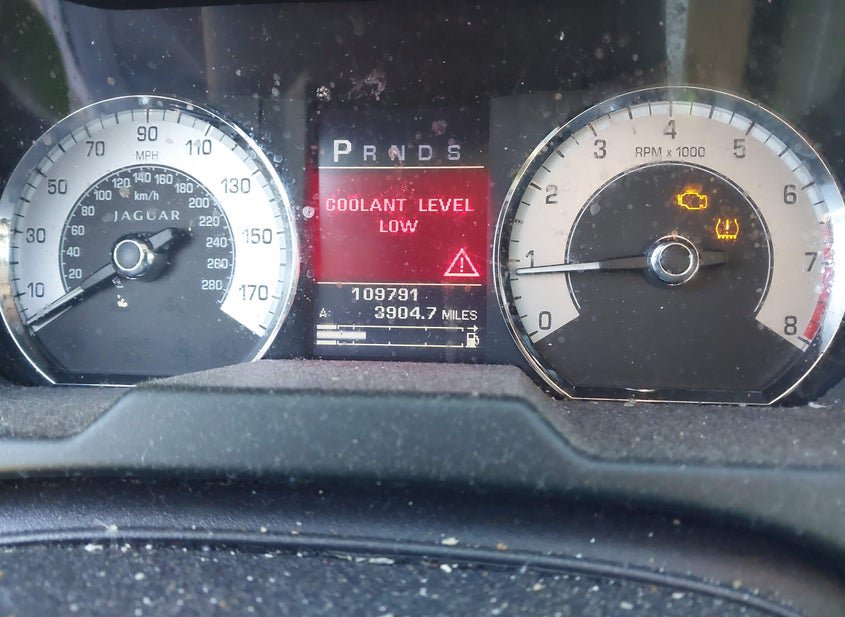 90
70 110
MPH
50 120 140 160 130
100 180
km/h
80 200
60 JAGUAR 220
30 40 240 150
20 260
10 280 170
P R N D S
COOLANT LEVEL
LOW
109791
A: 3904.7 MILES
4
3 5
RPM x 1000
2 6
1 7
0 8